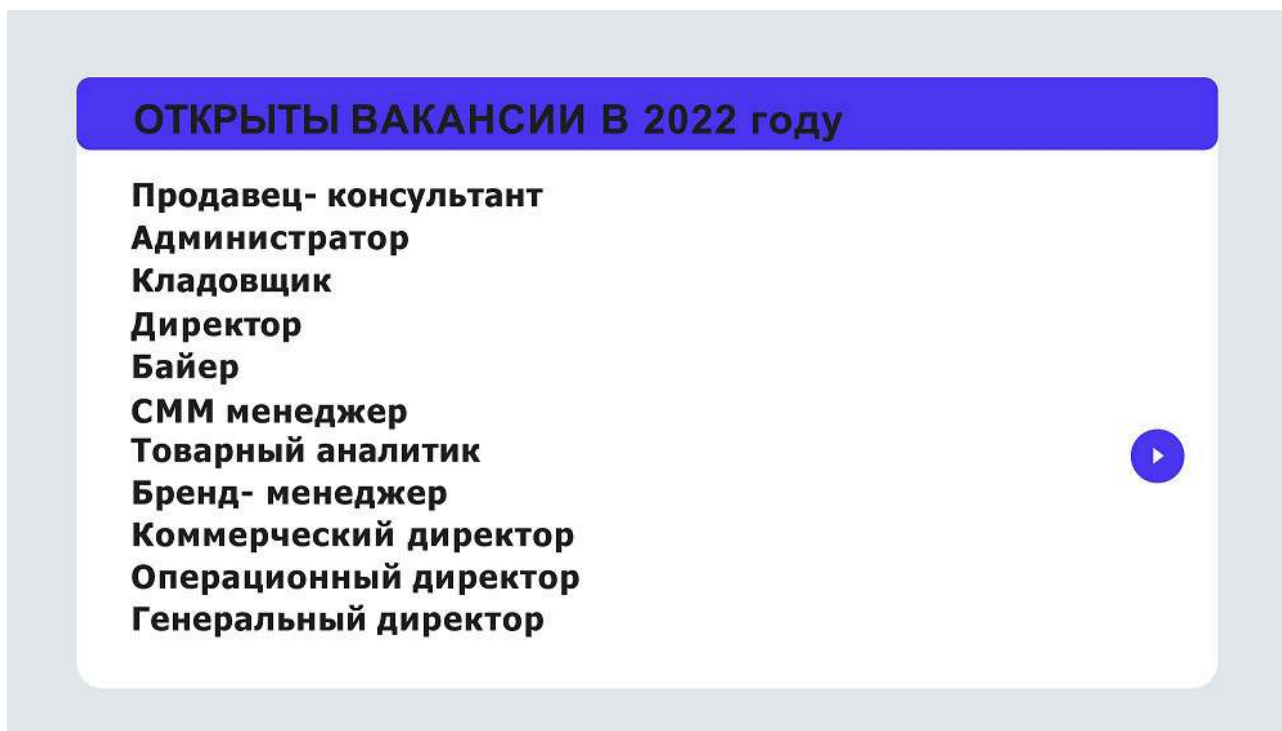 ОТКРЫТЫ ВАКАНСИИ В 2022 году
Продавец- консультант
Администратор
Кладовщик
Директор
Байер
СММ менеджер
Товарный аналитик
Бренд- менеджер
Коммерческий директор
Операционный директор
Генеральный директор